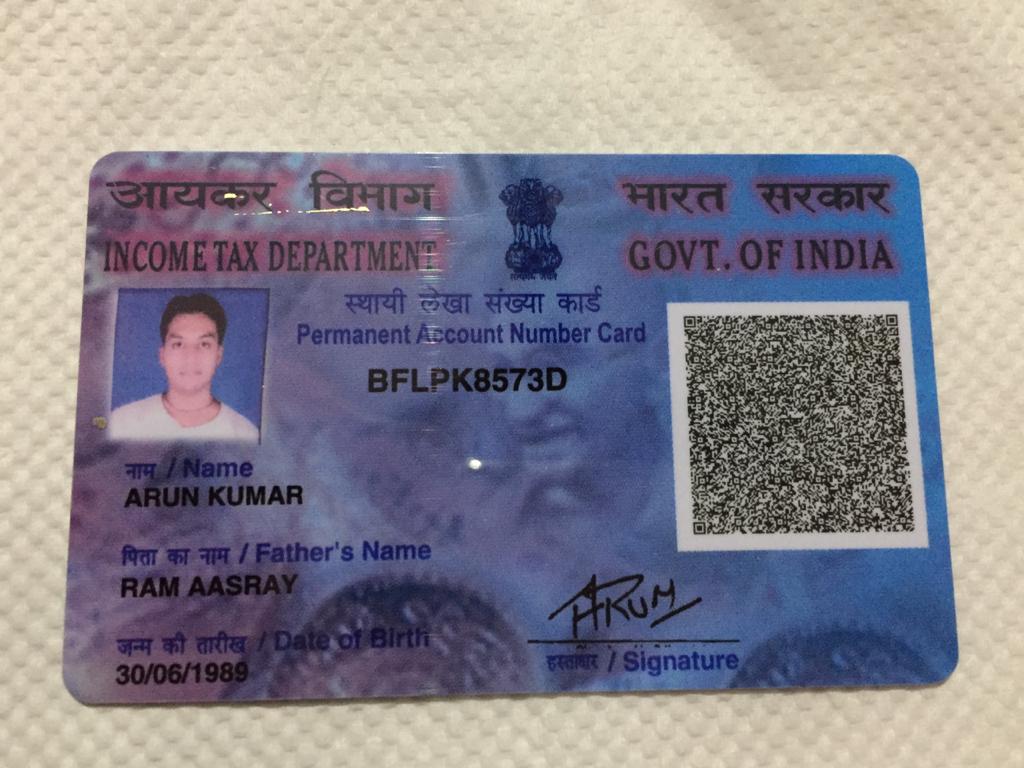 आयकर विभाग
INCOME TAX DEPARTMENT
भारत सरकार
GOVT. OF INDIA
स्थायी लेखा संख्या कार्ड
Permanent Account Number Card
BFLPK8573D
नाम / Name
ARUN KUMAR
पिता का नाम / Father's Name
RAM AASRAY
जन्म की तारीख / Date of Birth
30/06/1989
ARUN
हस्ताक्षर / Signature